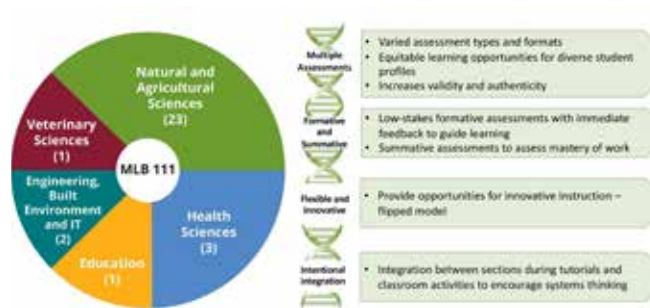 Natural and
Agricultural
Sciences
(23)
Veterinary
Sciences
(1)
MLB 111
Engineering,
Built
Environment
and IT
(2)
Health
Sciences
(3)
Education
(1)
Multiple
Assessments
• Varied assessment types and formats
• Equitable learning opportunities for diverse student
profiles
• Increases validity and authenticity
Formative
and
Summative
• Low-stakes formative assessments with immediate
feedback to guide learning
• Summative assessments to assess mastery of work
Flexible and
innovative
• Provide opportunities for innovative instruction –
flipped model
Intentional
integration
• Integration between sections during tutorials and
classroom activities to encourage systems thinking